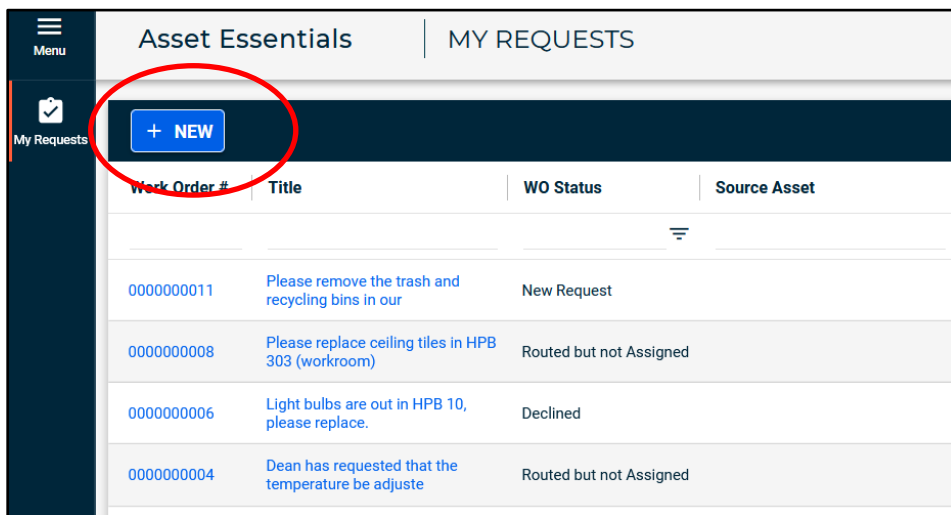 Menu
Asset Essentials
MY REQUESTS
My Requests
+ NEW
Work Order #
Title
WO Status
Source Asset
0000000011
Please remove the trash and
recycling bins in our
New Request
0000000008
Please replace ceiling tiles in HPB
303 (workroom)
Routed but not Assigned
0000000006
Light bulbs are out in HPB 10,
please replace.
Declined
0000000004
Dean has requested that the
temperature be adjuste
Routed but not Assigned